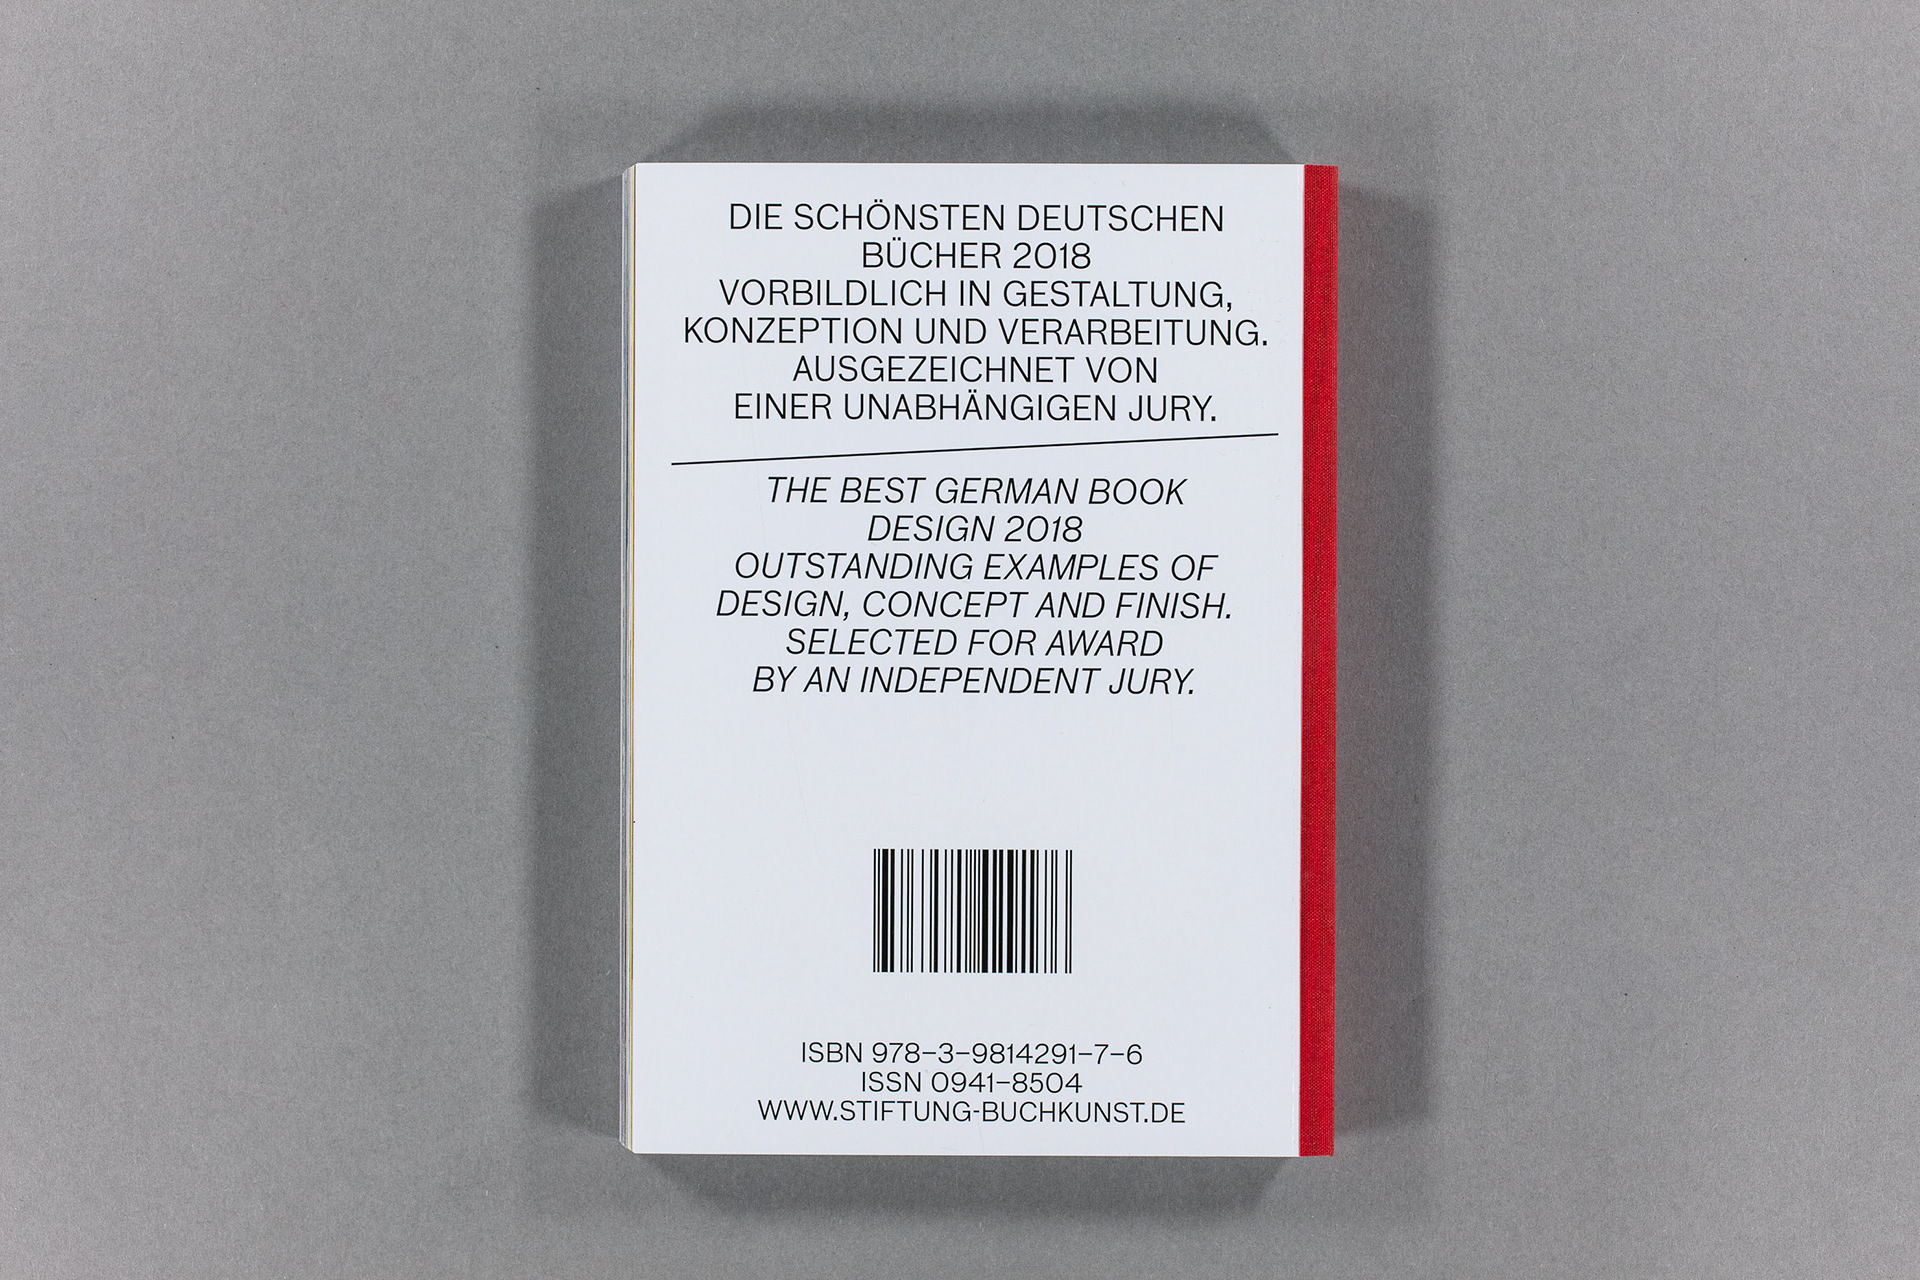 DIE SCHÖNSTEN DEUTSCHEN
BÜCHER 2018
VORBILDLICH IN GESTALTUNG,
KONZEPTION UND VERARBEITUNG.
AUSGEZEICHNET VON
EINER UNABHÄNGIGEN JURY.
THE BEST GERMAN BOOK
DESIGN 2018
OUTSTANDING EXAMPLES OF
DESIGN, CONCEPT AND FINISH.
SELECTED FOR AWARD
BY AN INDEPENDENT JURY.
ISBN 978–3–9814291–7–6
ISSN 0941–8504
WWW.STIFTUNG-BUCHKUNST.DE